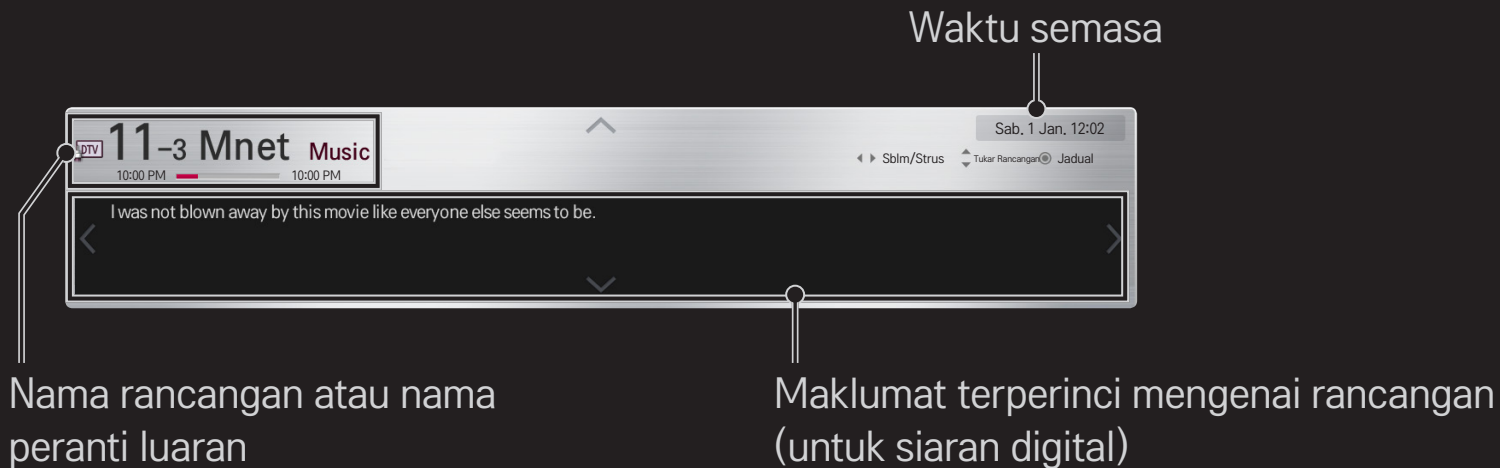 Waktu semasa
Sab. 1 Jan. 12:02
DTV 11-3 Mnet Music
Sblm/Strus Tukar Rancangan Jadual
10:00 PM 10:00 PM
I was not blown away by this movie like everyone else seems to be.
Nama rancangan atau nama
peranti luaran
Maklumat terperinci mengenai rancangan
(untuk siaran digital)